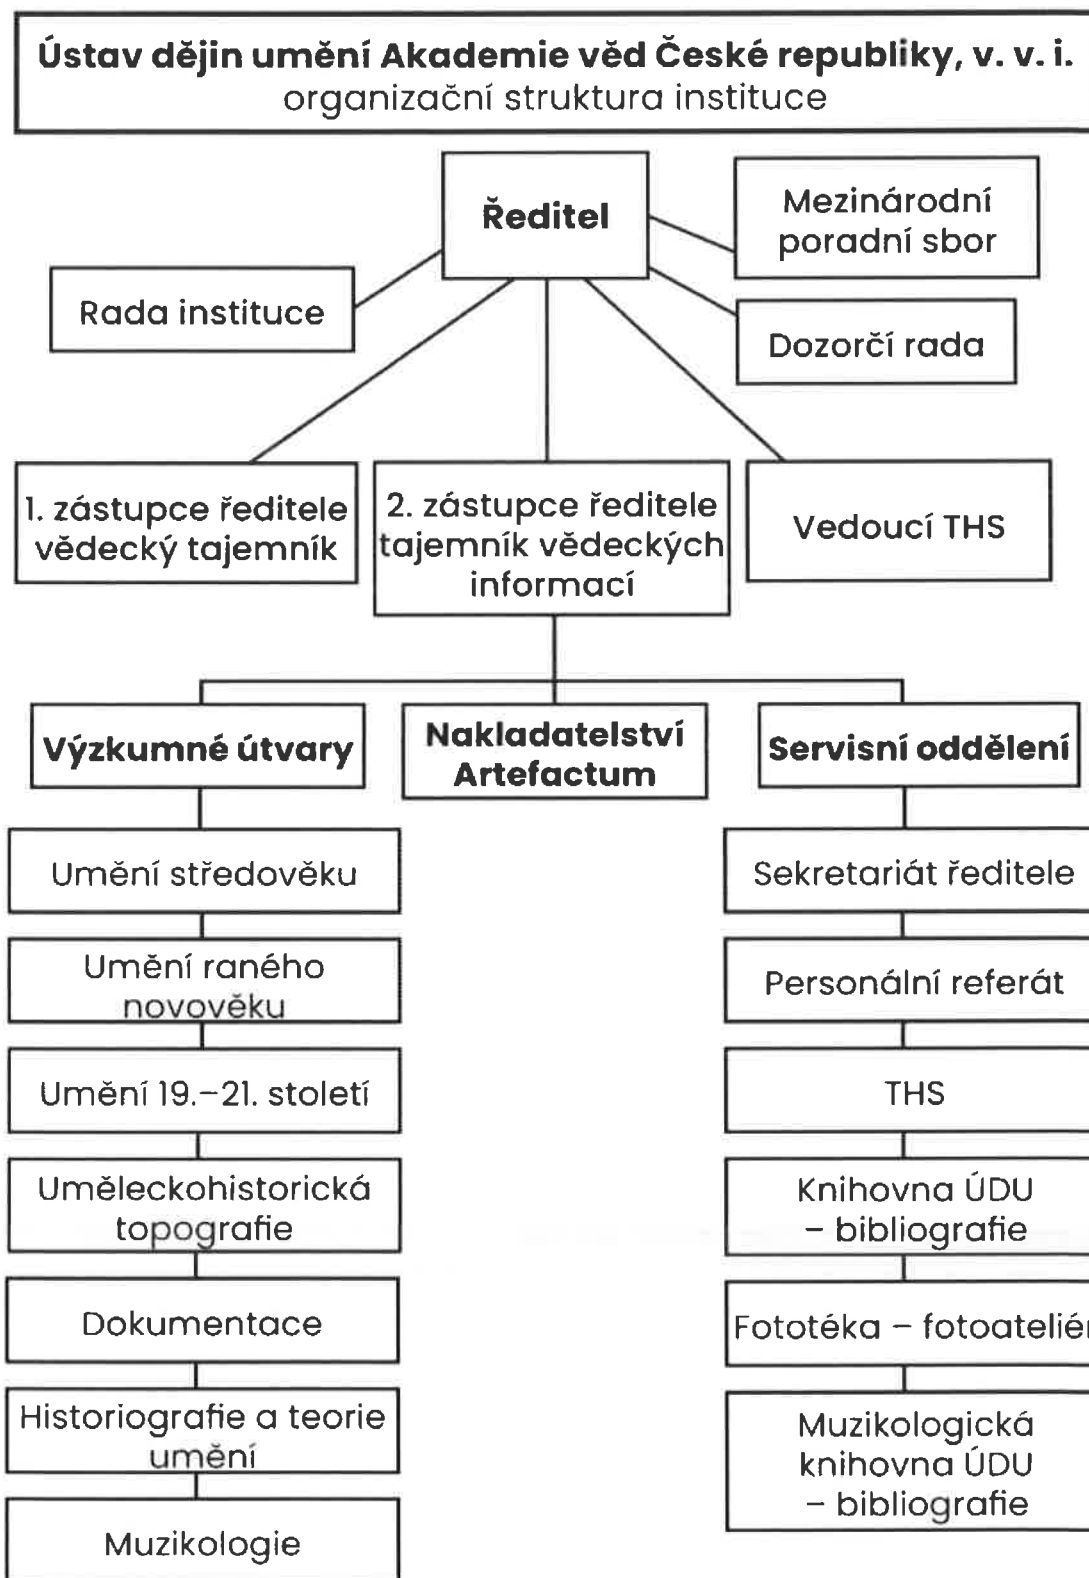 Ústav dějin umění Akademie věd České republiky, v. v. i.
organizační struktura instituce
Ředitel
Mezinárodní
poradní sbor
Rada instituce
Dozorčí rada
1. zástupce ředitele
vědecký tajemník
2. zástupce ředitele
tajemník vědeckých
informací
Vedoucí THS
Výzkumné útvary
Nakladatelství
Artefactum
Servisní oddělení
Umění středověku
Umění raného
novověku
Umění 19.–21. století
Uměleckohistorická
topografie
Dokumentace
Historiografie a teorie
umění
Muzikologie
Sekretariát ředitele
Personální referát
THS
Knihovna ÚDU
– bibliografie
Fototéka – fotoateliér
Muzikologická
knihovna ÚDU
– bibliografie